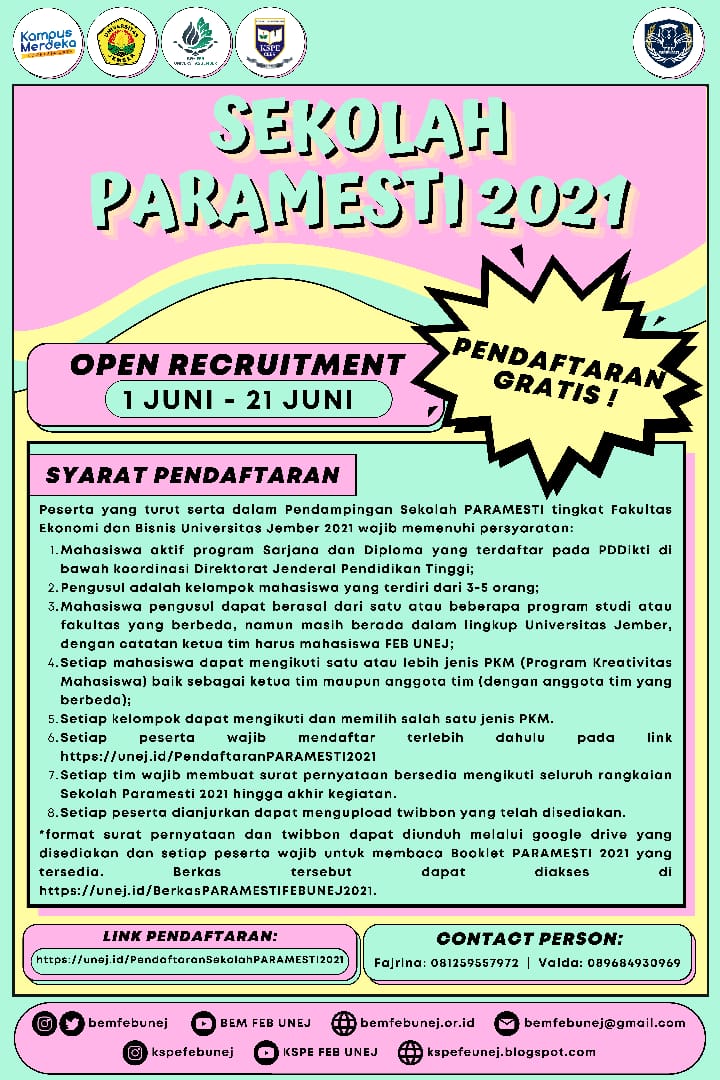 Kampus
Merdeka
UNIVERSITAS
JEMBER
BEM FEB
UNIVERSITAS JEMBER
KSPE
SEKOLAH
PARAMESTI 2021
PENDAFTARAN
GRATIS !
OPEN RECRUITMENT
1 JUNI - 21 JUNI
SYARAT PENDAFTARAN
Peserta yang turut serta dalam Pendampingan Sekolah PARAMESTI tingkat Fakultas
Ekonomi dan Bisnis Universitas Jember 2021 wajib memenuhi persyaratan:
1. Mahasiswa aktif program Sarjana dan Diploma yang terdaftar pada PDDikti di
bawah koordinasi Direktorat Jenderal Pendidikan Tinggi;
2. Pengusul adalah kelompok mahasiswa yang terdiri dari 3-5 orang;
3. Mahasiswa pengusul dapat berasal dari satu atau beberapa program studi atau
fakultas yang berbeda, namun masih berada dalam lingkup Universitas Jember,
dengan catatan ketua tim harus mahasiswa FEB UNEJ;
4. Setiap mahasiswa dapat mengikuti satu atau lebih jenis PKM (Program Kreativitas
Mahasiswa) baik sebagai ketua tim maupun anggota tim (dengan anggota tim yang
berbeda);
5. Setiap kelompok dapat mengikuti dan memilih salah satu jenis PKM.
6. Setiap peserta wajib mendaftar terlebih dahulu pada link
https://unej.id/PendaftaranPARAMESTI2021
7. Setiap tim wajib membuat surat pernyataan bersedia mengikuti seluruh rangkaian
Sekolah Paramesti 2021 hingga akhir kegiatan.
8. Setiap peserta dianjurkan dapat mengupload twibbon yang telah disediakan.
*format surat pernyataan dan twibbon dapat diunduh melalui google drive yang
disediakan dan setiap peserta wajib untuk membaca Booklet PARAMESTI 2021 yang
tersedia. Berkas tersebut dapat diakses di
https://unej.id/BerkasPARAMESTIFEBUNEJ2021.
LINK PENDAFTARAN:
https://unej.id/PendaftaranSekolahPARAMESTI2021
CONTACT PERSON:
Fajrina: 081259557972 | Valda: 089684930969
bemfebunej BEM FEB UNEJ bemfebunej.or.id bemfebunej@gmail.com
kspefebunej KSPE FEB UNEJ kspefeunej.blogspot.com